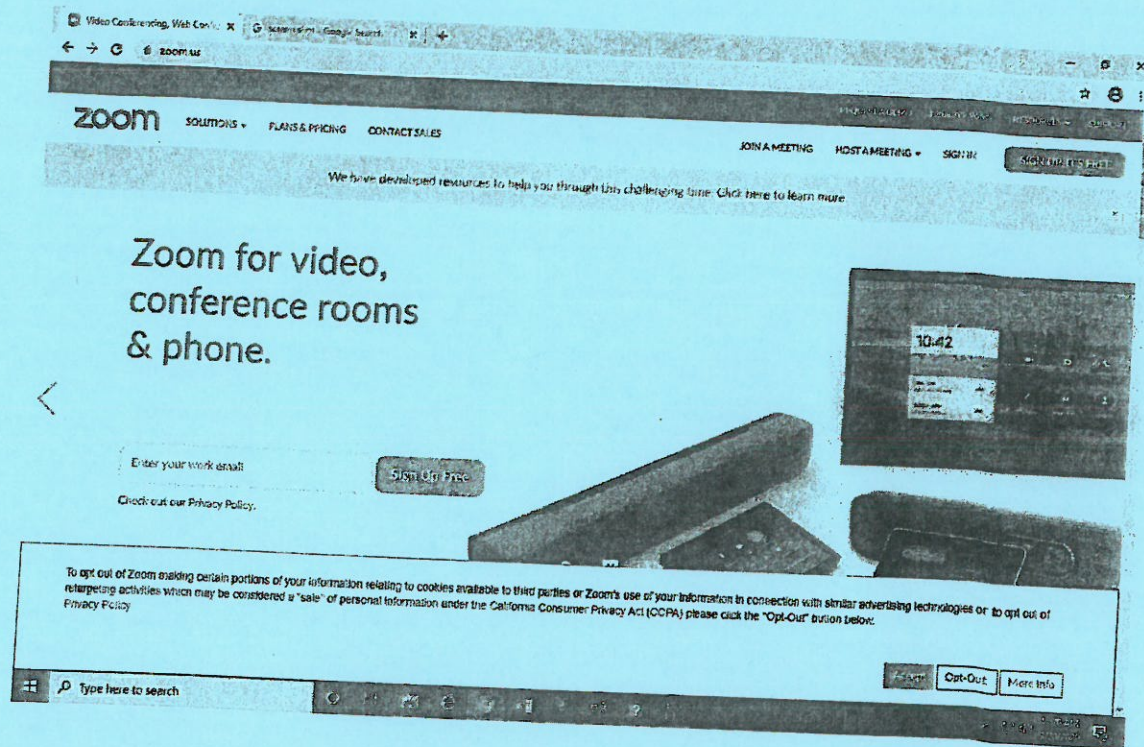 Video Conferencing, Web Conf
Google Search
zoom.us
zoom
SOLUTIONS
PLANS & PRICING
CONTACT SALES
JOIN A MEETING
HOST A MEETING
SIGN IN
We have developed resources to help you through this challenging time. Click here to learn more
Zoom for video,
conference rooms
& phone.
10:42
Enter your work email
Sign Up Free
Check out our Privacy Policy.
To opt out of Zoom making certain portions of your information relating to cookies available to third parties or Zoom's use of your information in connection with similar advertising technologies or to opt out of
retargeting activities which may be considered a "sale" of personal information under the California Consumer Privacy Act (CCPA) please click the "Opt-Out" button below.
Privacy Policy
Opt-Out
More Info
Type here to search